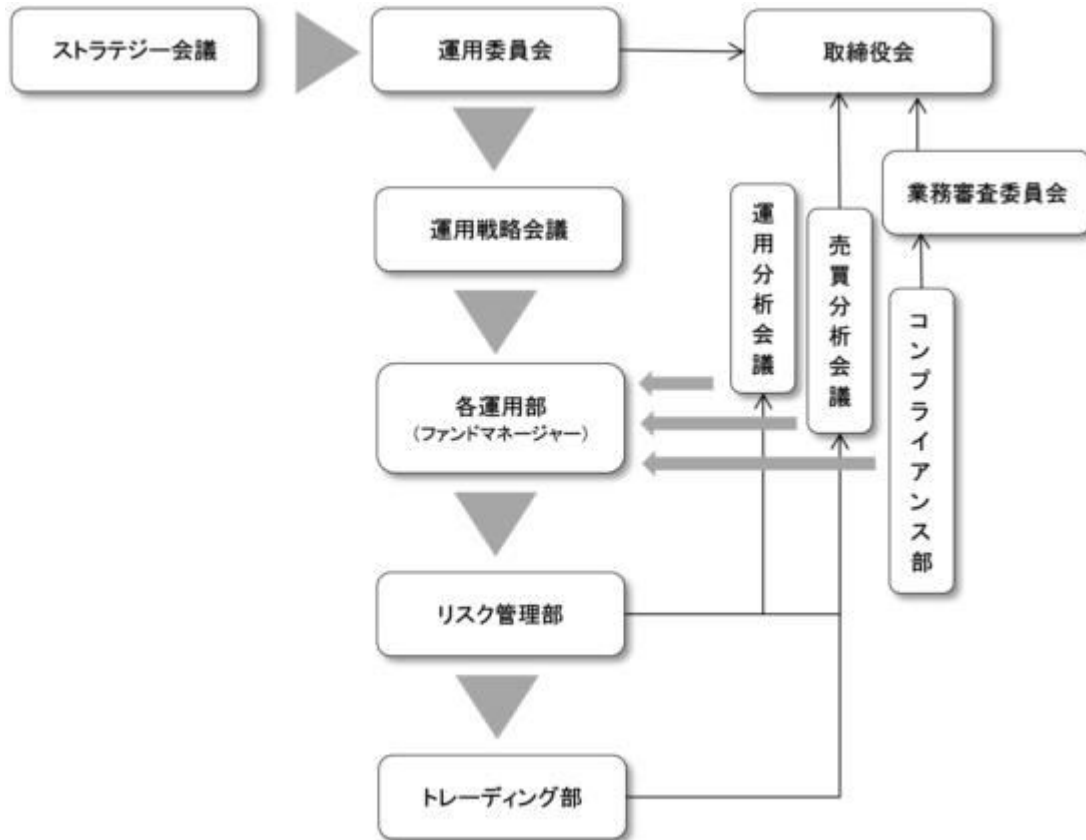 ストラテジー会議
運用委員会
取締役会
業務審査委員会
運用戦略会議
運用分析会議
売買分析会議
コンプライアンス部
各運用部
(ファンドマネージャー)
リスク管理部
トレーディング部